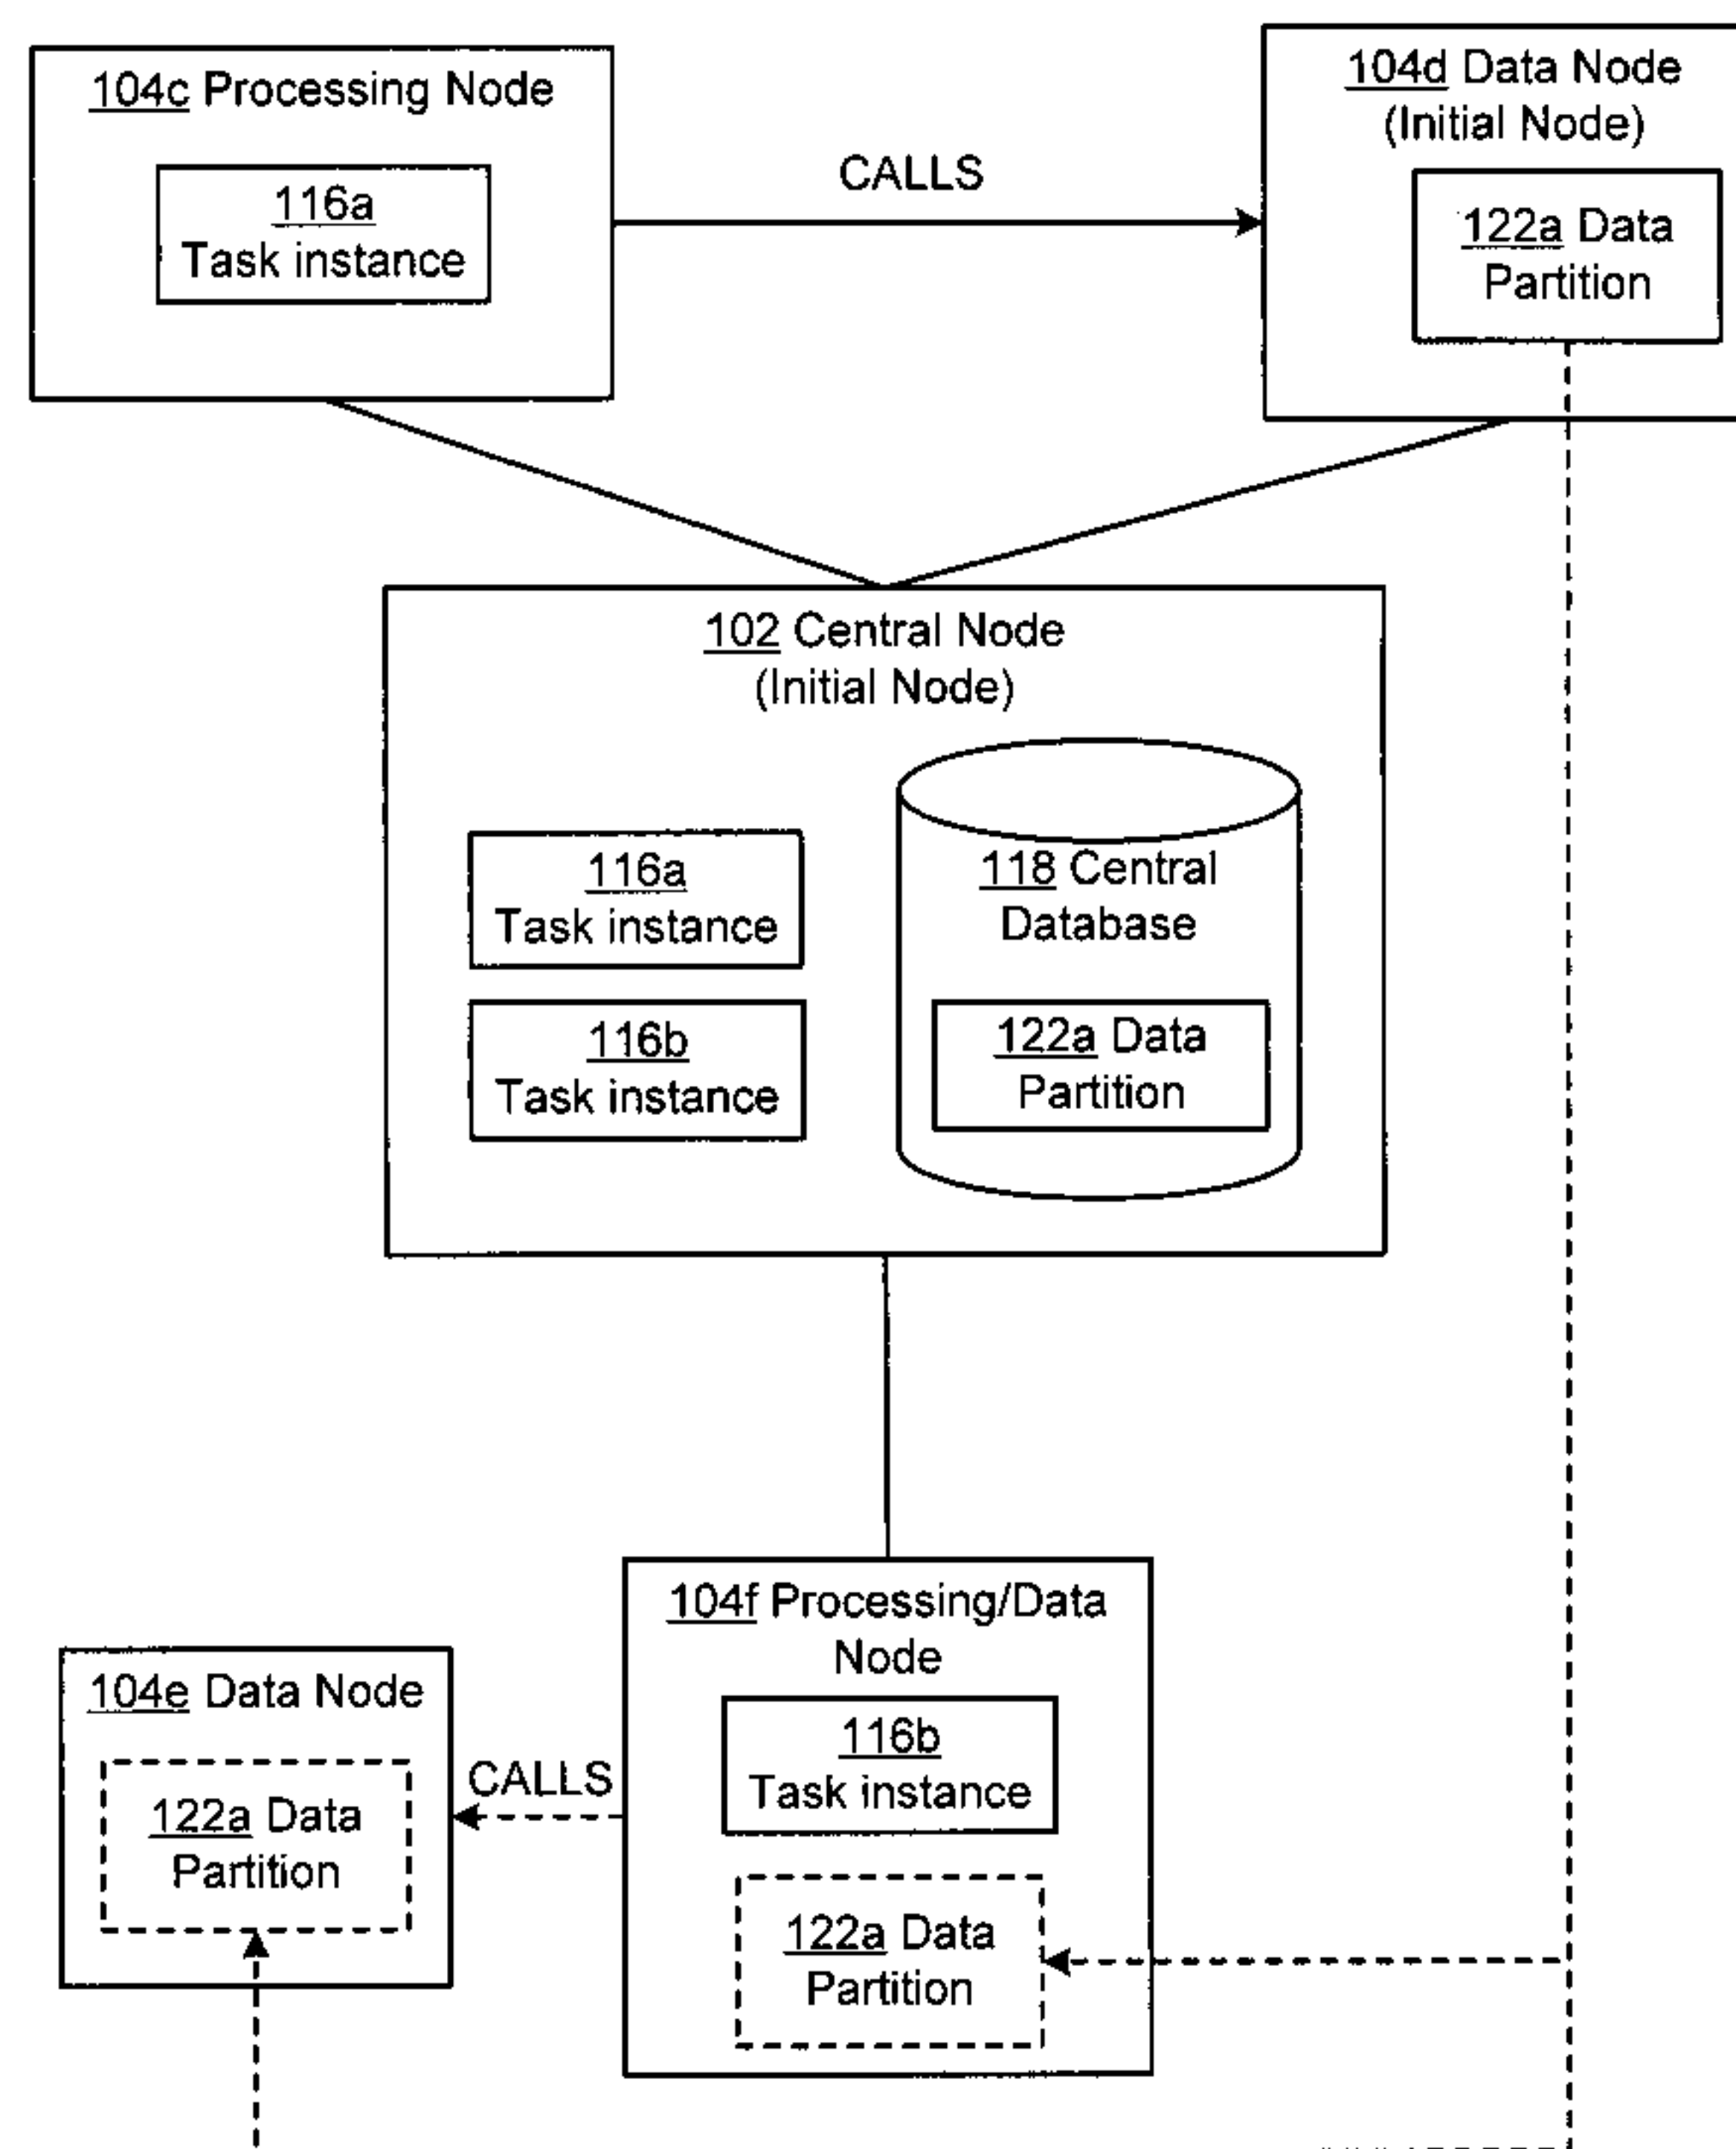 104c Processing Node
116a
Task instance
CALLS
104d Data Node
(Initial Node)
122a Data
Partition
102 Central Node
(Initial Node)
116a
Task instance
116b
Task instance
118 Central
Database
122a Data
Partition
104f Processing/Data
Node
116b
Task instance
122a Data
Partition
CALLS
104e Data Node
122a Data
Partition